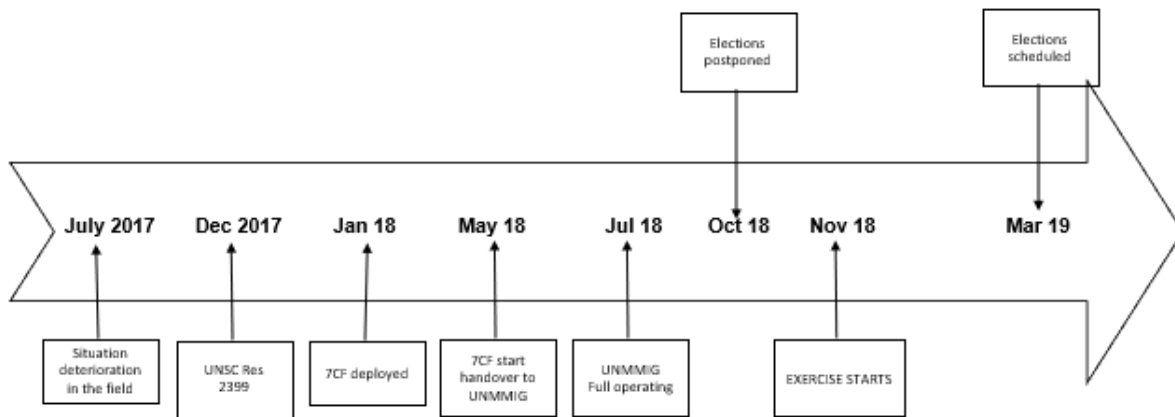 Elections
postponed
Elections
scheduled
July 2017
Dec 2017
Jan 18
May 18
Jul 18
Oct 18
Nov 18
Mar 19
Situation
deterioration
in the field
UNSC Res
2399
7CF deployed
7CF start
handover to
UNMMIG
UNMMIG
Full operating
EXERCISE STARTS